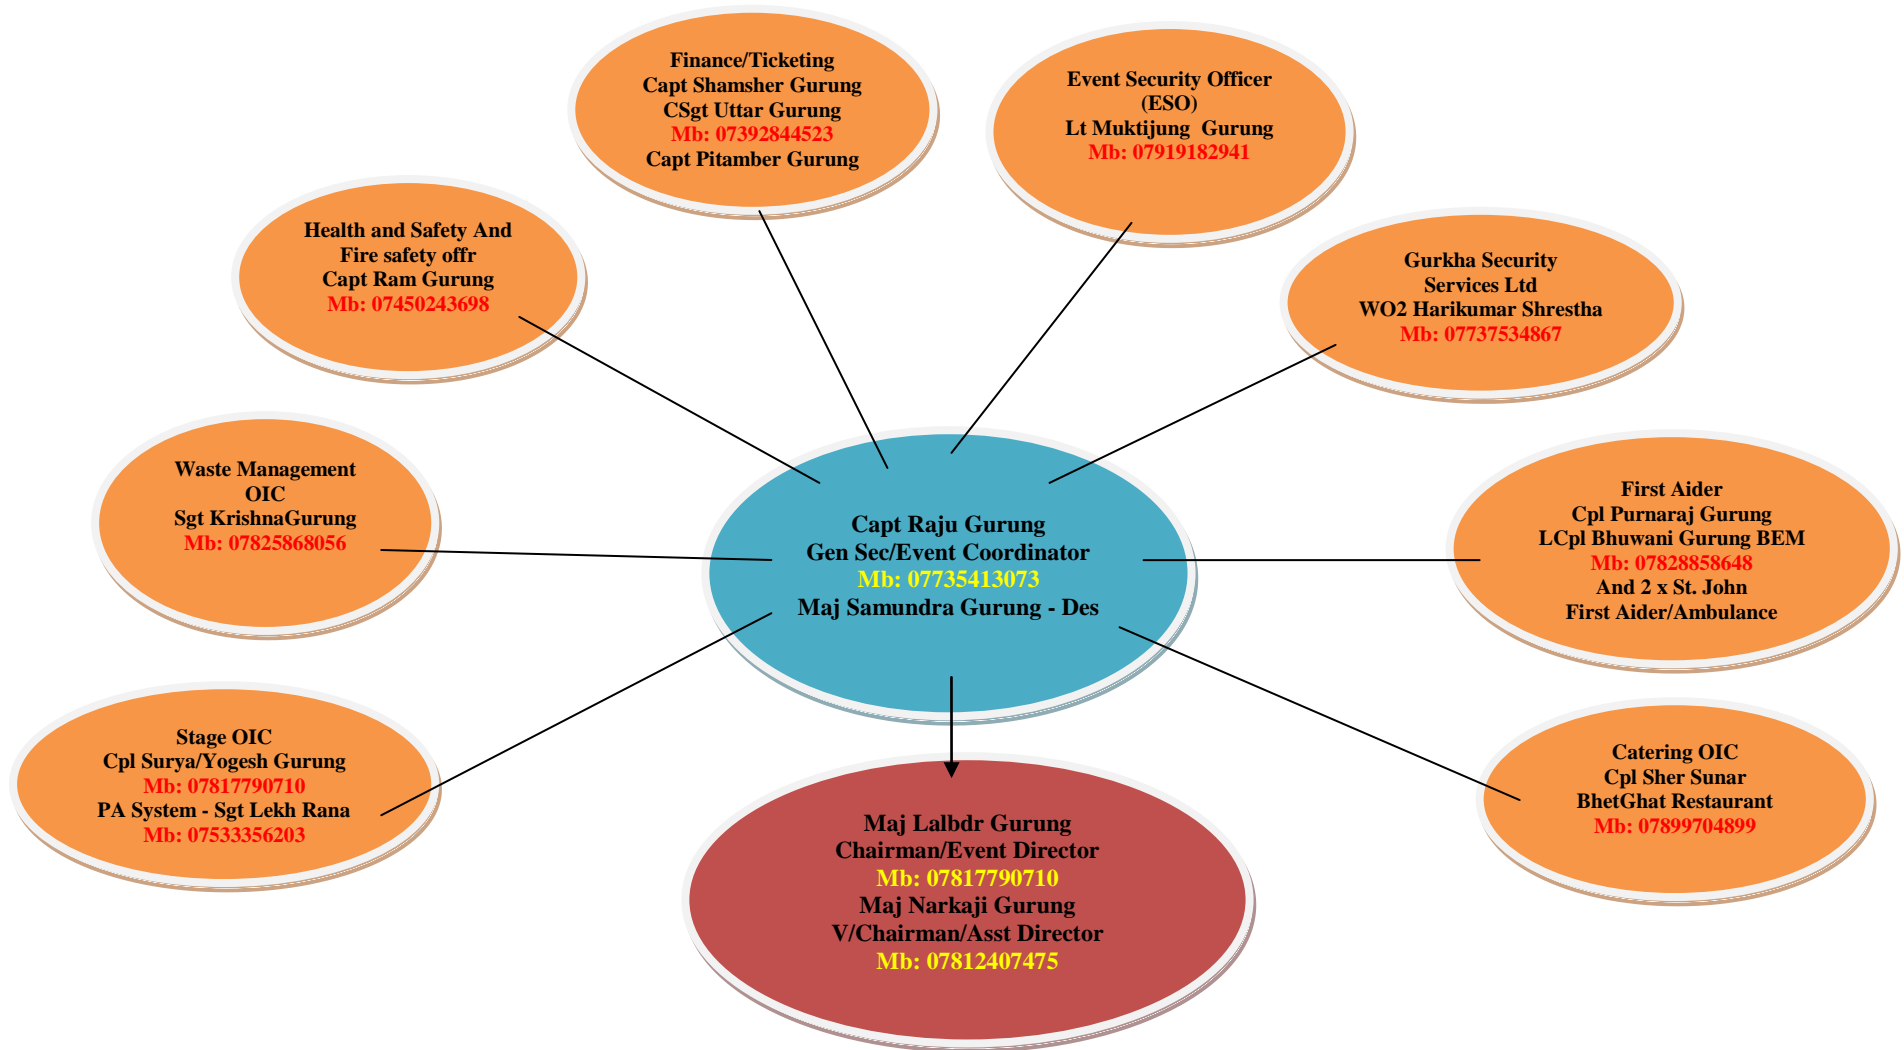 Finance/Ticketing
Capt Shamsher Gurung
CSgt Uttar Gurung
Mb: 07392844523
Capt Pitamber Gurung
Event Security Officer
(ESO)
Lt Muktijung  Gurung
Mb: 07919182941
Health and Safety And
Fire safety offr
Capt Ram Gurung
Mb: 07450243698
Gurkha Security
Services Ltd
WO2 Harikumar Shrestha
Mb: 07737534867
Waste Management
OIC
Sgt KrishnaGurung
Mb: 07825868056
Capt Raju Gurung
Gen Sec/Event Coordinator
Mb: 07735413073
Maj Samundra Gurung - Des
First Aider
Cpl Purnaraj Gurung
LCpl Bhuwani Gurung BEM
Mb: 07828858648
And 2 x St. John
First Aider/Ambulance
Stage OIC
Cpl Surya/Yogesh Gurung
Mb: 07817790710
PA System - Sgt Lekh Rana
Mb: 07533356203
Maj Lalbdr Gurung
Chairman/Event Director
Mb: 07817790710
Maj Narkaji Gurung
V/Chairman/Asst Director
Mb: 07812407475
Catering OIC
Cpl Sher Sunar
BhetGhat Restaurant
Mb: 07899704899